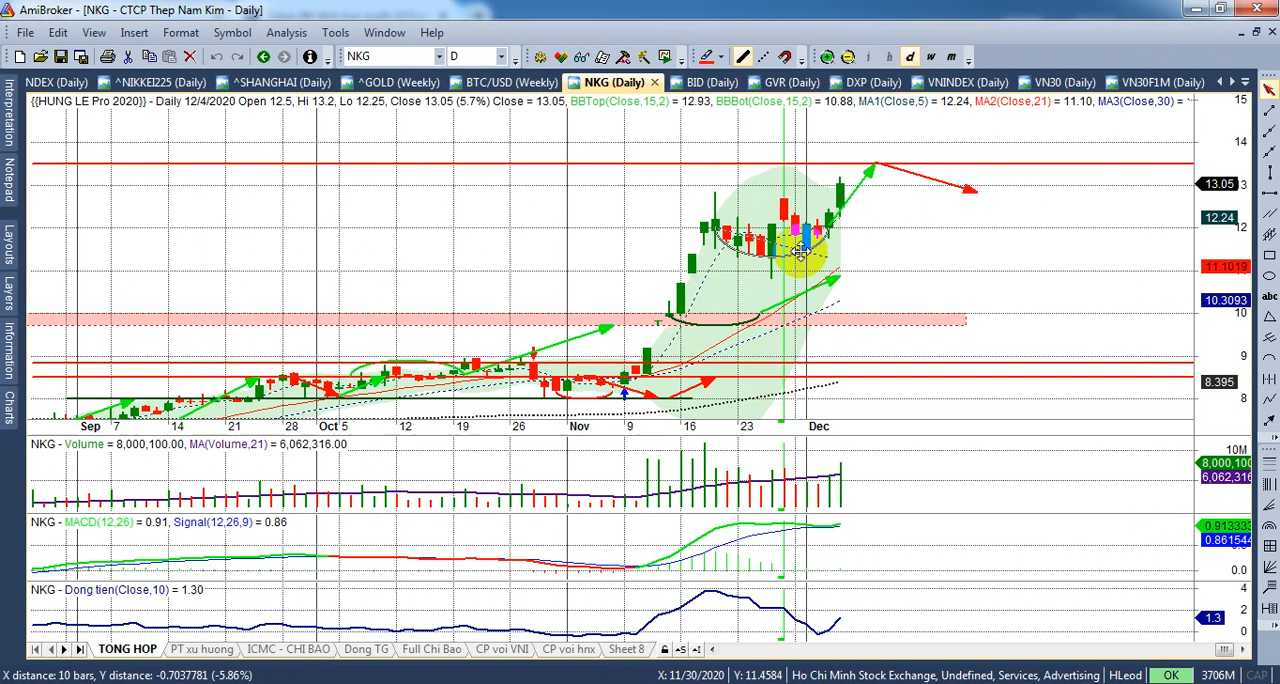 AmiBroker - [NKG - CTCP Thep Nam Kim - Daily]
File Edit View Insert Format Symbol Analysis Tools Window Help
NKG D i h d w m
NDEX (Daily) ^NIKKEI225 (Daily) ^SHANGHAI (Daily) ^GOLD (Weekly) BTC/USD (Weekly) NKG (Daily) BID (Daily) GVR (Daily) DXP (Daily) VNINDEX (Daily) VN30 (Daily) VN30F1M (Daily)
{{HUNG LE Pro 2020}} - Daily 12/4/2020 Open 12.5, Hi 13.2, Lo 12.25, Close 13.05 (5.7%) Close = 13.05, BBTop(Close,15,2) = 12.93, BBBot(Close,15,2) = 10.88, MA1(Close,5) = 12.24, MA2(Close,21) = 11.10, MA3(Close,30) =
Interpretation
Notepad
Layouts
Layers
Information
Charts
abc
15
14
13.05
13
12.24
12
11.1019
10.3093
10
9
8.395
8
Sep 7 14 21 28 Oct 5 12 19 26 Nov 9 16 23 Dec
NKG - Volume = 8,000,100.00, MA(Volume,21) = 6,062,316.00
10M
8,000,100
6,062,316
NKG - MACD(12,26) = 0.91, Signal(12,26,9) = 0.86
0.913333
0.861544
0.0
NKG - Dong tien(Close,10) = 1.30
4
2
1.3
0
TONG HOP PT xu huong ICMC - CHI BAO Dong TG Full Chi Bao CP voi VNI CP voi hnx Sheet 8
X distance: 10 bars, Y distance: -0.7037781 (-5.86%) X: 11/30/2020 Y: 11.4584 Ho Chi Minh Stock Exchange, Undefined, Services, Advertising HLeod OK 3706M CAP